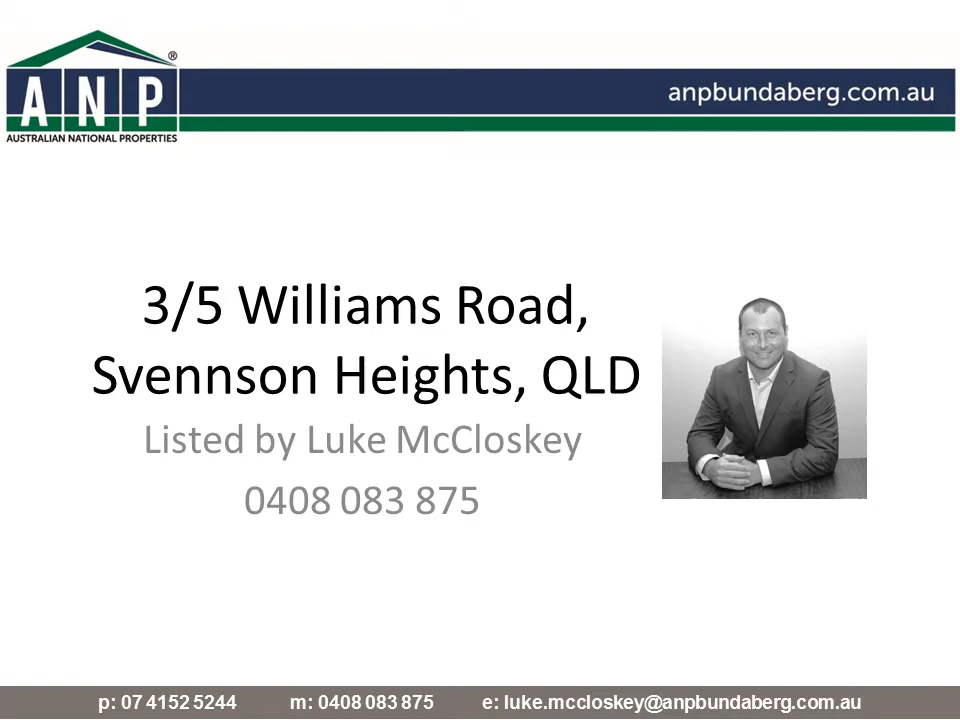 ANP®
AUSTRALIAN NATIONAL PROPERTIES
anpbundaberg.com.au
3/5 Williams Road,
Svennson Heights, QLD
Listed by Luke McCloskey
0408 083 875
p: 07 4152 5244 m: 0408 083 875 e: luke.mccloskey@anpbundaberg.com.au